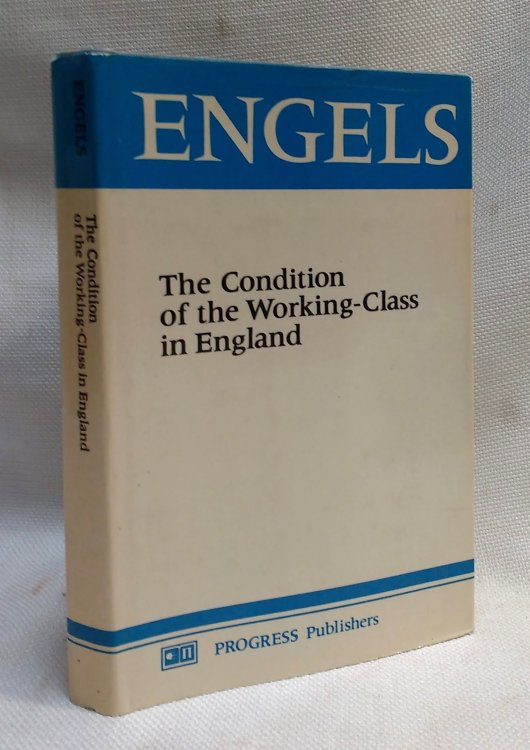 ENGELS
The Condition
of the Working-Class
in England
PROGRESS Publishers
ENGELS
The Condition
of the Working-Class in England